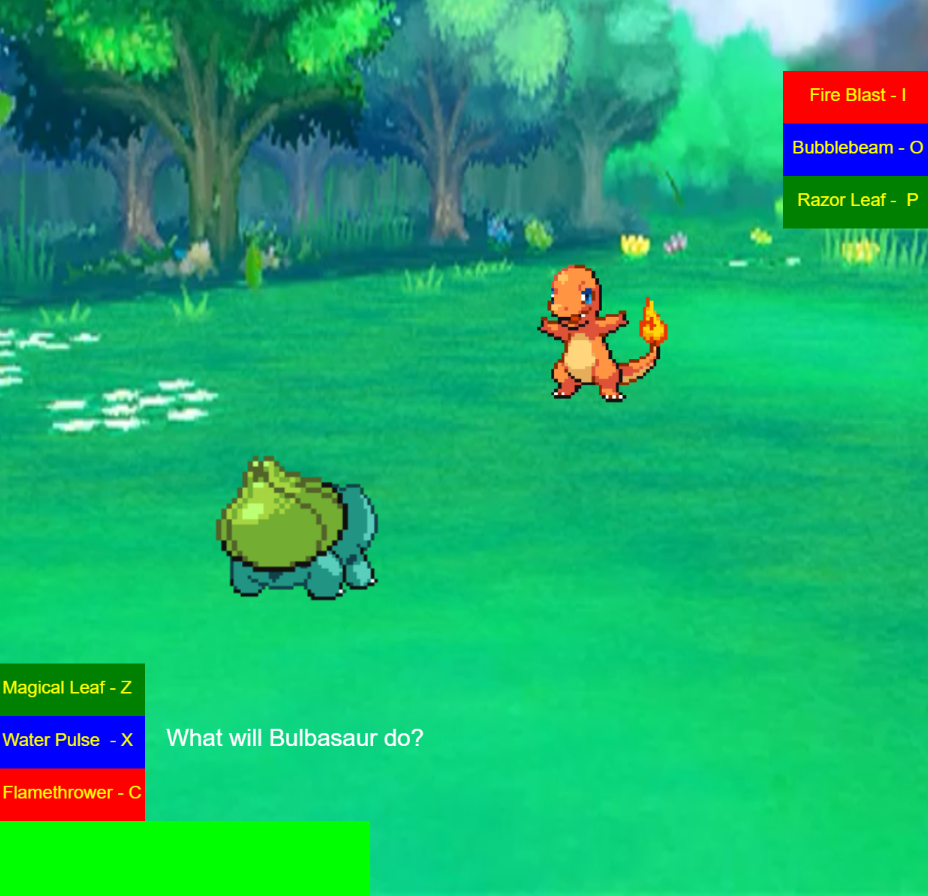 Fire Blast - I
Bubblebeam - O
Razor Leaf -  P
Magical Leaf - Z
Water Pulse  - X
What will Bulbasaur do?
Flamethrower - C